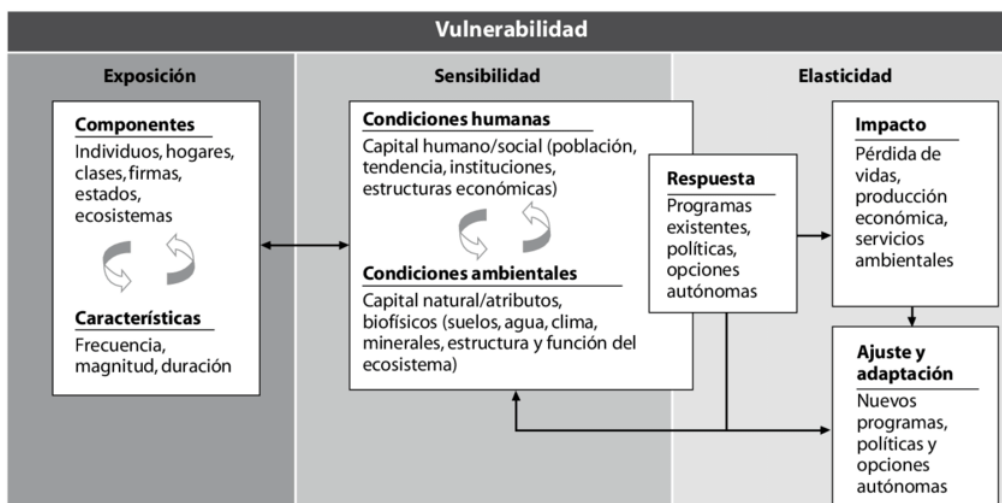 Vulnerabilidad
Exposición
Componentes
Individuos, hogares,
clases, firmas,
estados,
ecosistemas
Características
Frecuencia,
magnitud, duración
Sensibilidad
Condiciones humanas
Capital humano/social (población,
tendencia, instituciones,
estructuras económicas)
Condiciones ambientales
Capital natural/atributos,
biofísicos (suelos, agua, clima,
minerales, estructura y función del
ecosistema)
Elasticidad
Respuesta
Programas
existentes,
políticas,
opciones
autónomas
Impacto
Pérdida de
vidas,
producción
económica,
servicios
ambientales
Ajuste y
adaptación
Nuevos
programas,
políticas y
opciones
autónomas